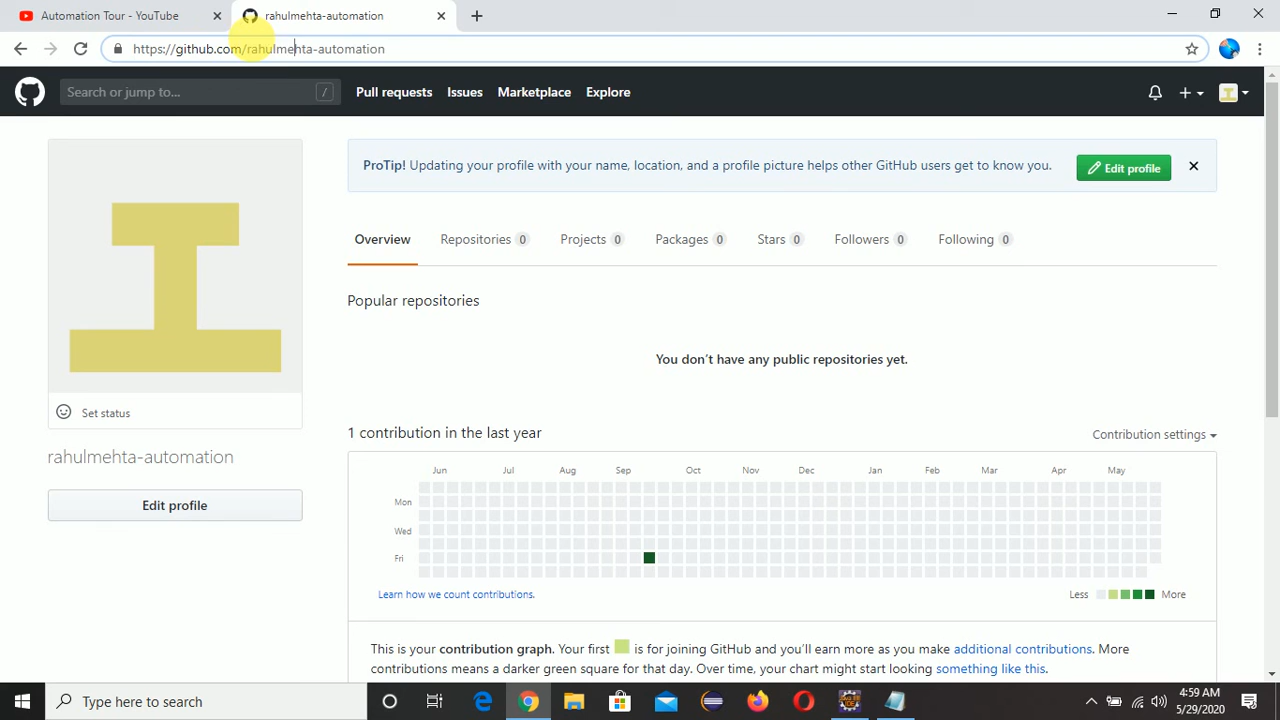 Automation Tour - YouTube
rahulmehta-automation
https://github.com/rahulmehta-automation
Search or jump to...
/
Pull requests
Issues
Marketplace
Explore
ProTip! Updating your profile with your name, location, and a profile picture helps other GitHub users get to know you.
Edit profile
Overview
Repositories 0
Projects 0
Packages 0
Stars 0
Followers 0
Following 0
Popular repositories
You don't have any public repositories yet.
Set status
rahulmehta-automation
Edit profile
1 contribution in the last year
Contribution settings
Jun Jul Aug Sep Oct Nov Dec Jan Feb Mar Apr May
Mon
Wed
Fri
Learn how we count contributions.
Less
More
This is your contribution graph. Your first is for joining GitHub and you'll earn more as you make additional contributions. More
contributions means a darker green square for that day. Over time, your chart might start looking something like this.
Type here to search
4:59 AM
5/29/2020